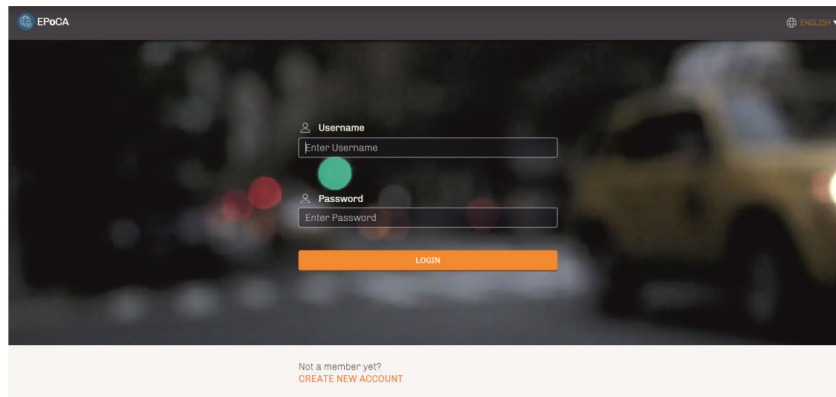 EPoCA
ENGLISH
Username
Enter Username
Password
Enter Password
LOGIN
Not a member yet?
CREATE NEW ACCOUNT